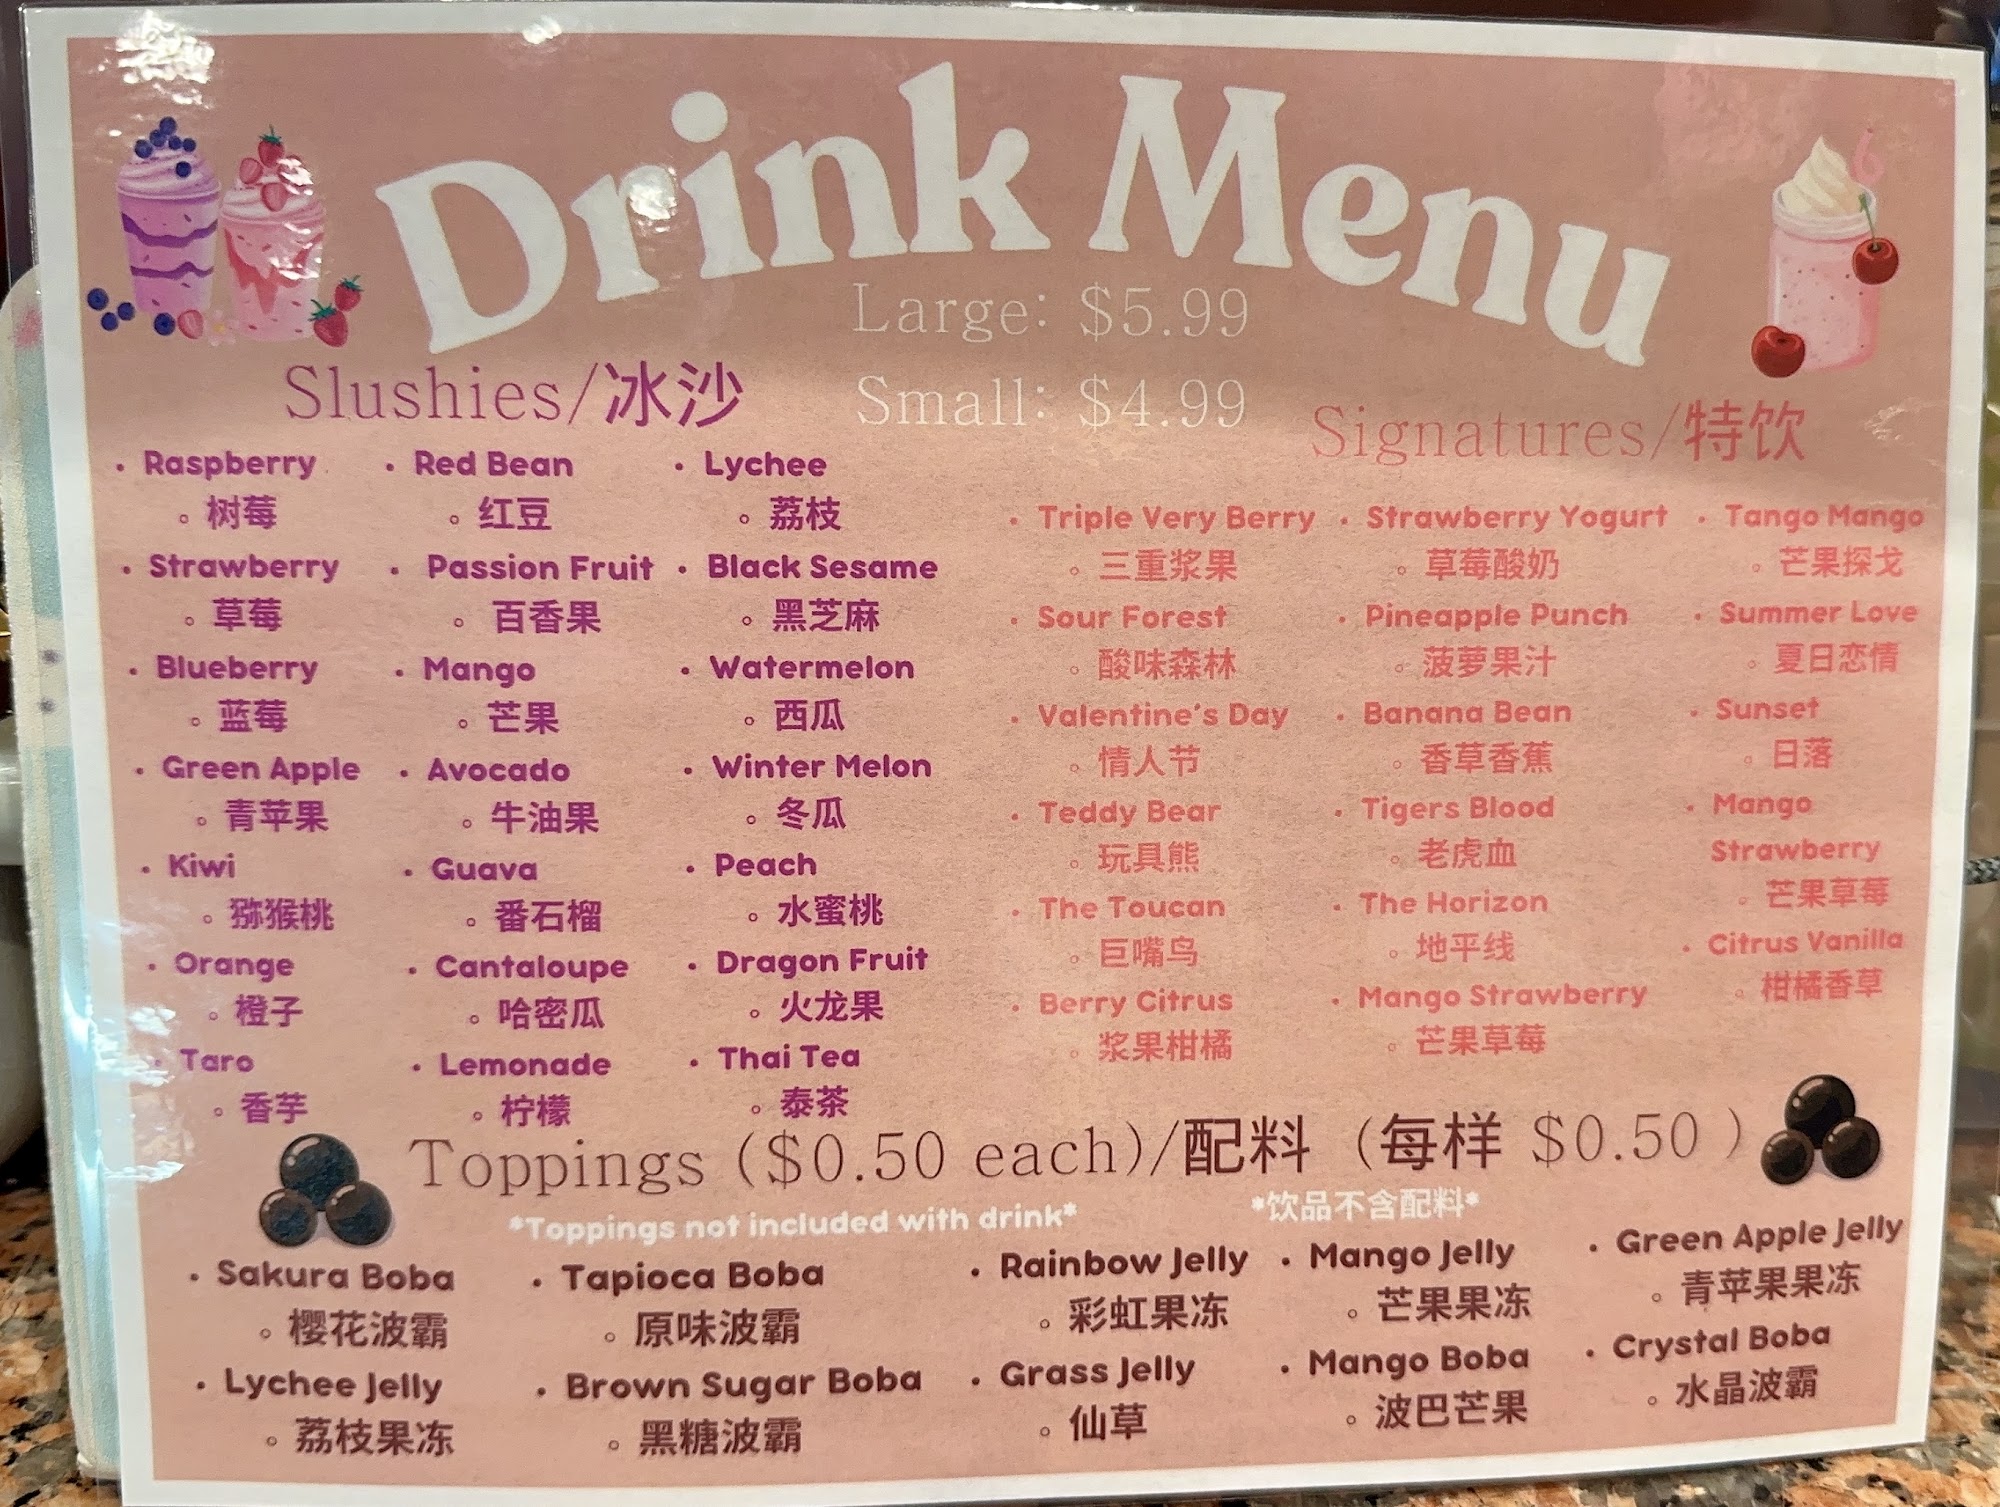 Drink Menu
Large: $5.99
Small: $4.99
Slushies/冰沙
• Raspberry
◦ 树莓
• Strawberry
◦ 草莓
• Blueberry
◦ 蓝莓
• Green Apple
◦ 青苹果
• Kiwi
◦ 猕猴桃
• Orange
◦ 橙子
• Taro
◦ 香芋
• Red Bean
◦ 红豆
• Passion Fruit
◦ 百香果
• Mango
◦ 芒果
• Avocado
◦ 牛油果
• Guava
◦ 番石榴
• Cantaloupe
◦ 哈密瓜
• Lemonade
◦ 柠檬
• Lychee
◦ 荔枝
• Black Sesame
◦ 黑芝麻
• Watermelon
◦ 西瓜
• Winter Melon
◦ 冬瓜
• Peach
◦ 水蜜桃
• Dragon Fruit
◦ 火龙果
• Thai Tea
◦ 泰茶
Signatures/特饮
• Triple Very Berry
◦ 三重浆果
• Sour Forest
◦ 酸味森林
• Valentine's Day
◦ 情人节
• Teddy Bear
◦ 玩具熊
• The Toucan
◦ 巨嘴鸟
• Berry Citrus
◦ 浆果柑橘
• Strawberry Yogurt
◦ 草莓酸奶
• Pineapple Punch
◦ 菠萝果汁
• Banana Bean
◦ 香草香蕉
• Tigers Blood
◦ 老虎血
• The Horizon
◦ 地平线
• Mango Strawberry
◦ 芒果草莓
• Tango Mango
◦ 芒果探戈
• Summer Love
◦ 夏日恋情
• Sunset
◦ 日落
• Mango
Strawberry
◦ 芒果草莓
• Citrus Vanilla
◦ 柑橘香草
Toppings ($0.50 each)/配料 (每样 $0.50 )
*Toppings not included with drink* *饮品不含配料*
• Sakura Boba
◦ 樱花波霸
• Lychee Jelly
◦ 荔枝果冻
• Tapioca Boba
◦ 原味波霸
• Brown Sugar Boba
◦ 黑糖波霸
• Rainbow Jelly
◦ 彩虹果冻
• Grass Jelly
◦ 仙草
• Mango Jelly
◦ 芒果果冻
• Mango Boba
◦ 波巴芒果
• Green Apple Jelly
◦ 青苹果果冻
• Crystal Boba
◦ 水晶波霸